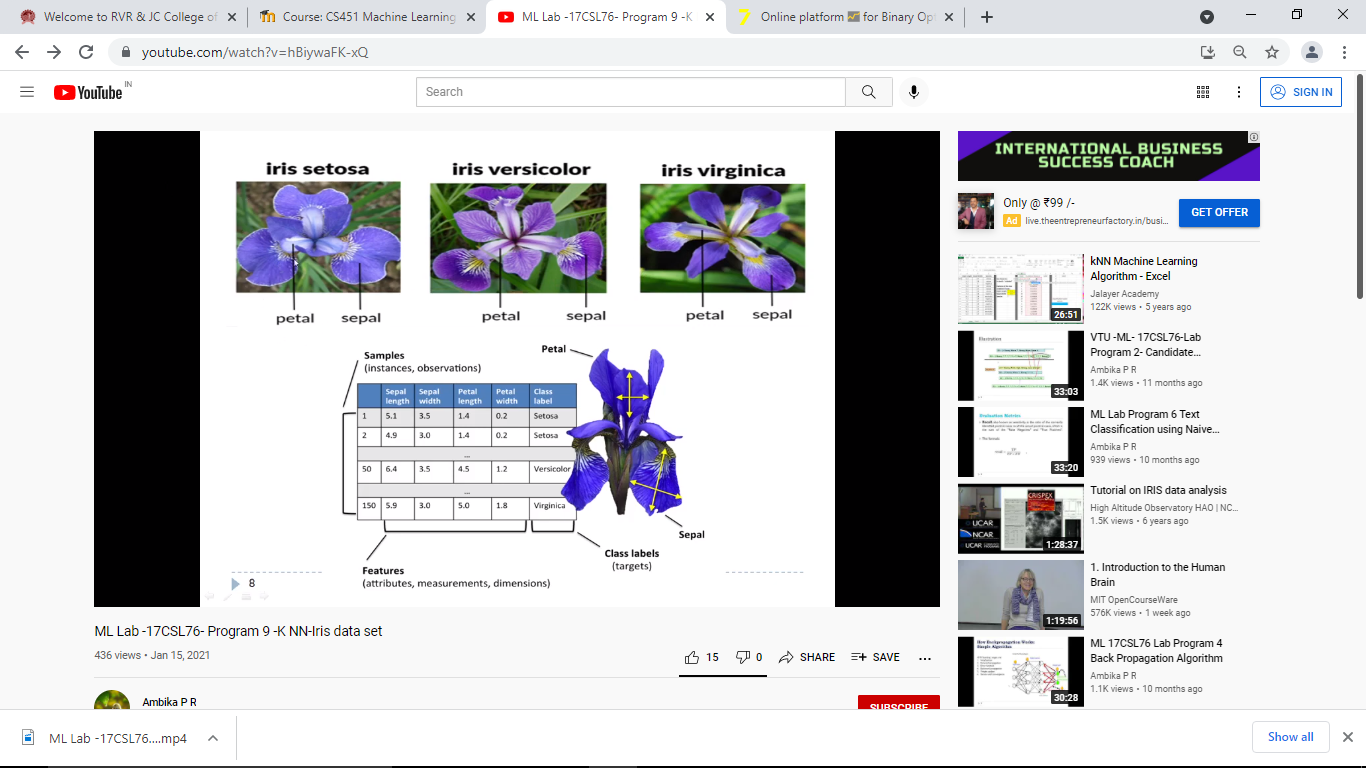 Welcome to RVR & JC College of
Course: CS451 Machine Learning
ML Lab -17CSL76- Program 9 -K
Online platform for Binary Opt
youtube.com/watch?v=hBiywaFK-xQ
YouTube IN
Search
SIGN IN
iris setosa iris versicolor iris virginica
petal sepal petal sepal petal sepal
Samples
(instances, observations)
Petal
Sepal length Sepal width Petal length Petal width Class label
1 5.1 3.5 1.4 0.2 Setosa
2 4.9 3.0 1.4 0.2 Setosa
...
50 6.4 3.5 4.5 1.2 Versicolor
...
150 5.9 3.0 5.0 1.8 Virginica
Sepal
Class labels
(targets)
Features
(attributes, measurements, dimensions)
8
ML Lab -17CSL76- Program 9 -K NN-Iris data set
436 views • Jan 15, 2021
15 0 SHARE SAVE
Ambika P R
SUBSCRIBE
INTERNATIONAL BUSINESS
SUCCESS COACH
Only @ ₹99 /-
Ad live.theentrepreneurfactory.in/busi...
GET OFFER
kNN Machine Learning
Algorithm - Excel
Jalayer Academy
122K views • 5 years ago
26:51
VTU -ML- 17CSL76-Lab
Program 2- Candidate...
Ambika P R
1.4K views • 11 months ago
33:03
Evaluation Metrics
ML Lab Program 6 Text
Classification using Naive...
Ambika P R
939 views • 10 months ago
33:20
CRISPEX
UCAR
NCAR
UCAR
Tutorial on IRIS data analysis
High Altitude Observatory HAO | NC...
1.5K views • 6 years ago
1:28:37
1. Introduction to the Human
Brain
MIT OpenCourseWare
576K views • 1 week ago
1:19:56
How Backpropagation Works:
Simple Algorithm
ML 17CSL76 Lab Program 4
Back Propagation Algorithm
Ambika P R
1.1K views • 10 months ago
30:28
ML Lab -17CSL76....mp4
Show all